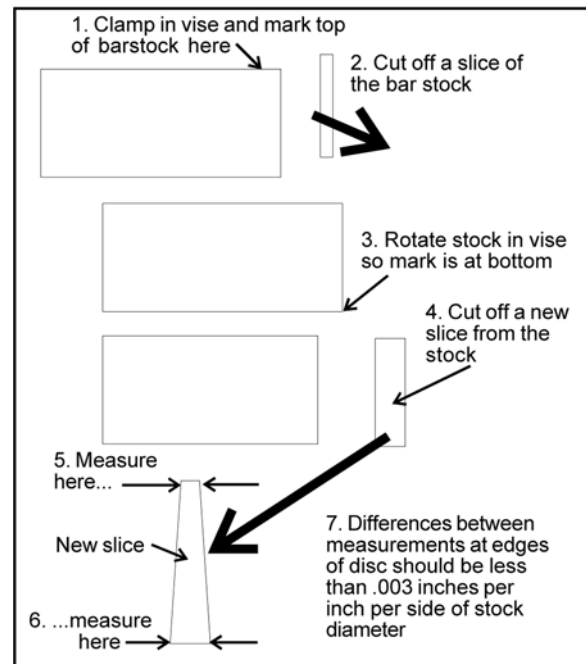 1. Clamp in vise and mark top
of barstock here
2. Cut off a slice of
the bar stock
3. Rotate stock in vise
so mark is at bottom
4. Cut off a new
slice from the
stock
5. Measure
here...
New slice
6. ...measure
here
7. Differences between
measurements at edges
of disc should be less
than .003 inches per
inch per side of stock
diameter